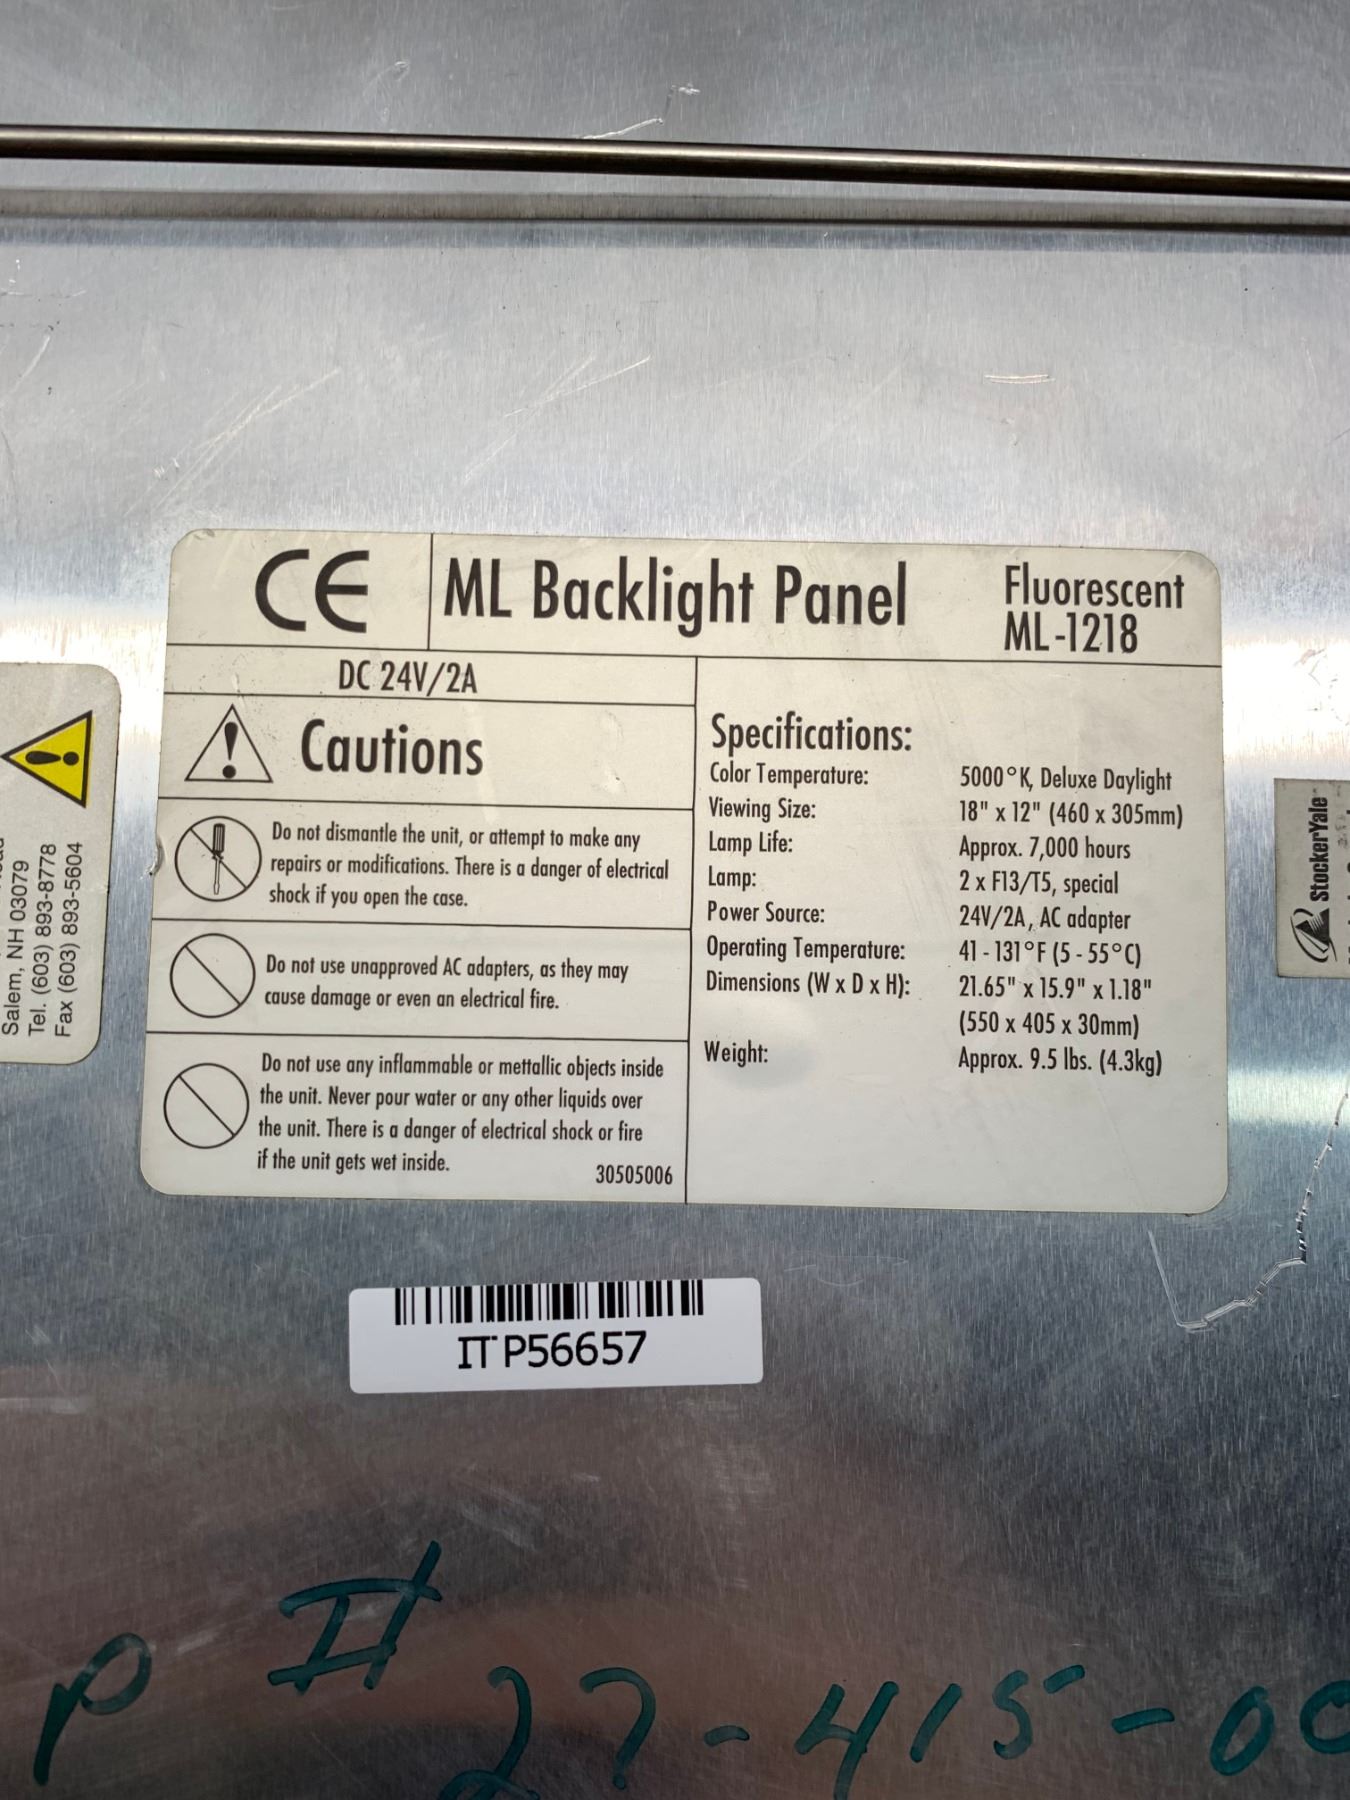 CE
ML Backlight Panel
Fluorescent
ML-1218
DC 24V/2A
Cautions
Do not dismantle the unit, or attempt to make any
repairs or modifications. There is a danger of electrical
shock if you open the case.
Do not use unapproved AC adapters, as they may
cause damage or even an electrical fire.
Do not use any inflammable or mettallic objects inside
the unit. Never pour water or any other liquids over
the unit. There is a danger of electrical shock or fire
if the unit gets wet inside.
30505006
Specifications:
Color Temperature: 5000°K, Deluxe Daylight
Viewing Size: 18" x 12" (460 x 305mm)
Lamp Life: Approx. 7,000 hours
Lamp: 2 x F13/T5, special
Power Source: 24V/2A, AC adapter
Operating Temperature: 41 - 131°F (5 - 55°C)
Dimensions (W x D x H): 21.65" x 15.9" x 1.18"
(550 x 405 x 30mm)
Weight: Approx. 9.5 lbs. (4.3kg)
Salem, NH 03079
Tel. (603) 893-8778
Fax (603) 893-5604
StockerYale
ITP56657
P # 27-415-00